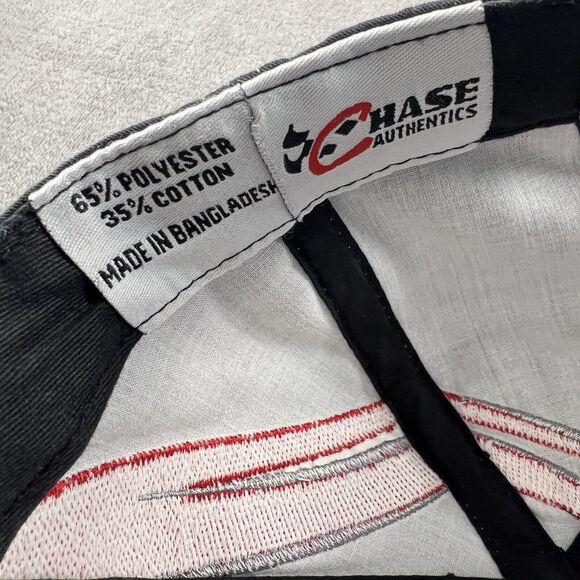 65% POLYESTER
35% COTTON
MADE IN BANGLADESH
CHASE
AUTHENTICS